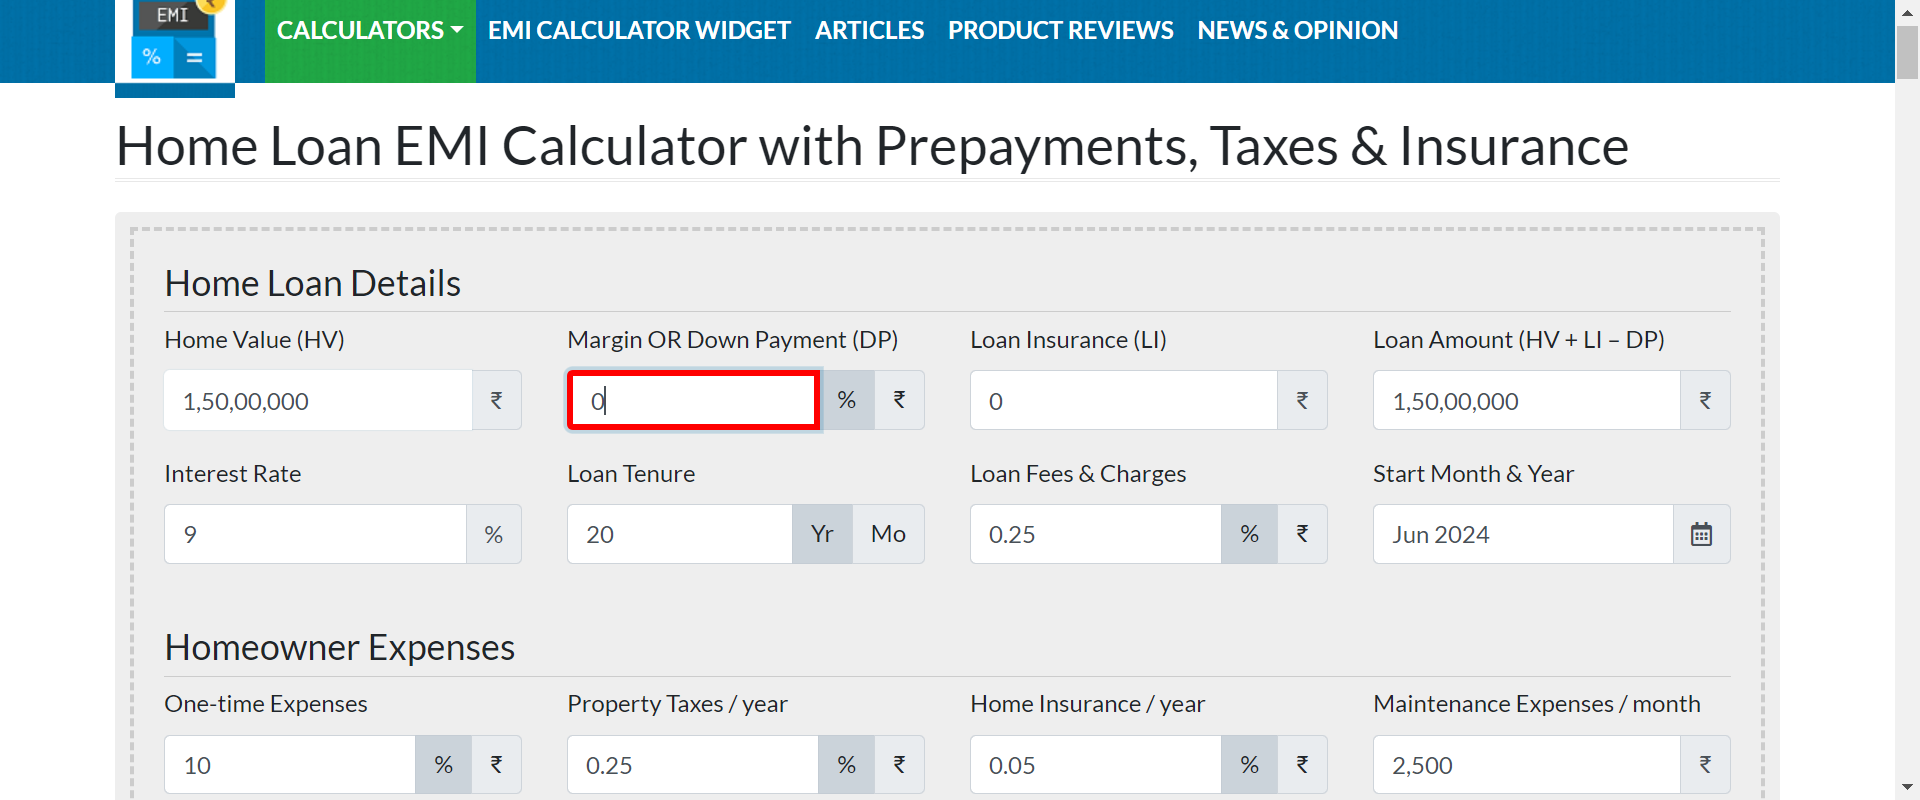 EMI
₹
%
=
CALCULATORS EMI CALCULATOR WIDGET ARTICLES PRODUCT REVIEWS NEWS & OPINION
Home Loan EMI Calculator with Prepayments, Taxes & Insurance
Home Loan Details
Home Value (HV) Margin OR Down Payment (DP) Loan Insurance (LI) Loan Amount (HV + LI – DP)
1,50,00,000 ₹ 0 % ₹ 0 ₹ 1,50,00,000 ₹
Interest Rate Loan Tenure Loan Fees & Charges Start Month & Year
9 % 20 Yr Mo 0.25 % ₹ Jun 2024
Homeowner Expenses
One-time Expenses Property Taxes / year Home Insurance / year Maintenance Expenses / month
10 % ₹ 0.25 % ₹ 0.05 % ₹ 2,500 ₹